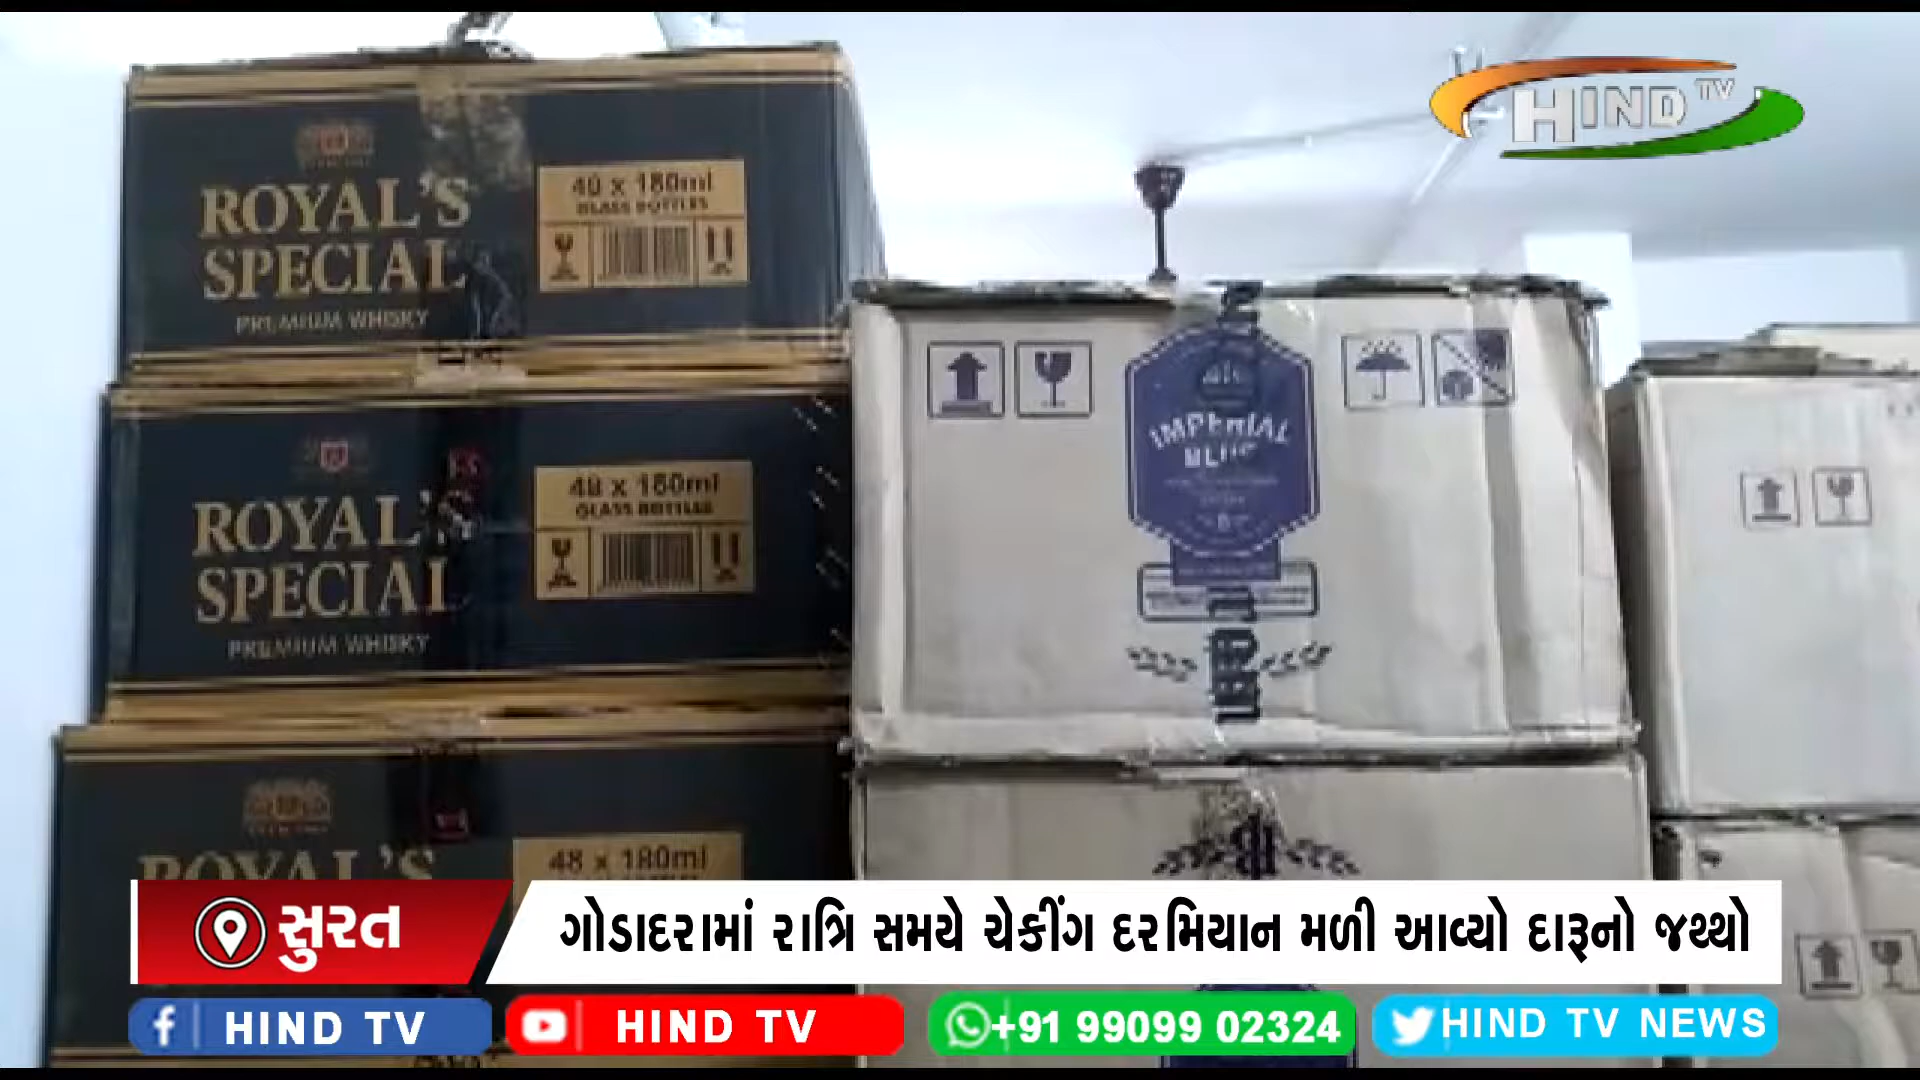 HIND TV
ROYAL'S
SPECIAL
PREMIUM WHISKY
40 x 180ml
GLASS BOTTLES
ROYAL'S
SPECIAL
PREMIUM WHISKY
48 x 180ml
GLASS BOTTLES
IMPERIAL
BLUE
ROYAL'S
48 x 180ml
સુરત
ગોડાદરામાં રાત્રિ સમયે ચેકીંગ દરમિયાન મળી આવ્યો દારૂનો જથ્થો
HIND TV
HIND TV
+91 99099 02324
HIND TV NEWS